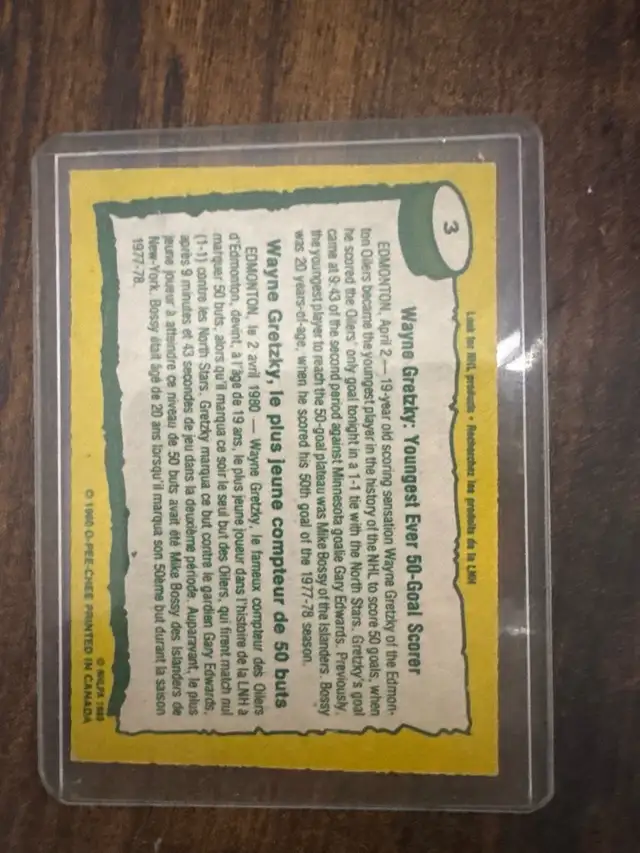 3
Look for NHL products • Recherchez les produits de la LNH
Wayne Gretzky: Youngest Ever 50-Goal Scorer
EDMONTON, April 2 — 19-year old scoring sensation Wayne Gretzky of the Edmon-
ton Oilers became the youngest player in the history of the NHL to score 50 goals, when
he scored the Oilers' only goal tonight in a 1-1 tie with the North Stars. Gretzky's goal
came at 9:43 of the second period against Minnesota goalie Gary Edwards. Previously,
the youngest player to reach the 50-goal plateau was Mike Bossy of the Islanders. Bossy
was 20 years-of-age, when he scored his 50th goal of the 1977-78 season.
Wayne Gretzky, le plus jeune compteur de 50 buts
EDMONTON, le 2 avril 1980 — Wayne Gretzky, le fameux compteur des Oilers
d'Edmonton, devint, à l'âge de 19 ans, le plus jeune joueur dans l'histoire de la LNH à
marquer 50 buts, alors qu'il marqua ce soir le seul but des Oilers, qui firent match nul
(1-1) contre les North Stars. Gretzky marqua ce but contre le gardien Gary Edwards,
après 9 minutes et 43 secondes de jeu dans la deuxième période. Auparavant, le plus
jeune joueur à atteindre ce niveau de 50 buts avait été Mike Bossy des Islanders de
New-York. Bossy était âgé de 20 ans lorsqu'il marqua son 50ème but durant la saison
1977-78.
© NHLPA 1989
© 1990 O-PEE-CHEE PRINTED IN CANADA